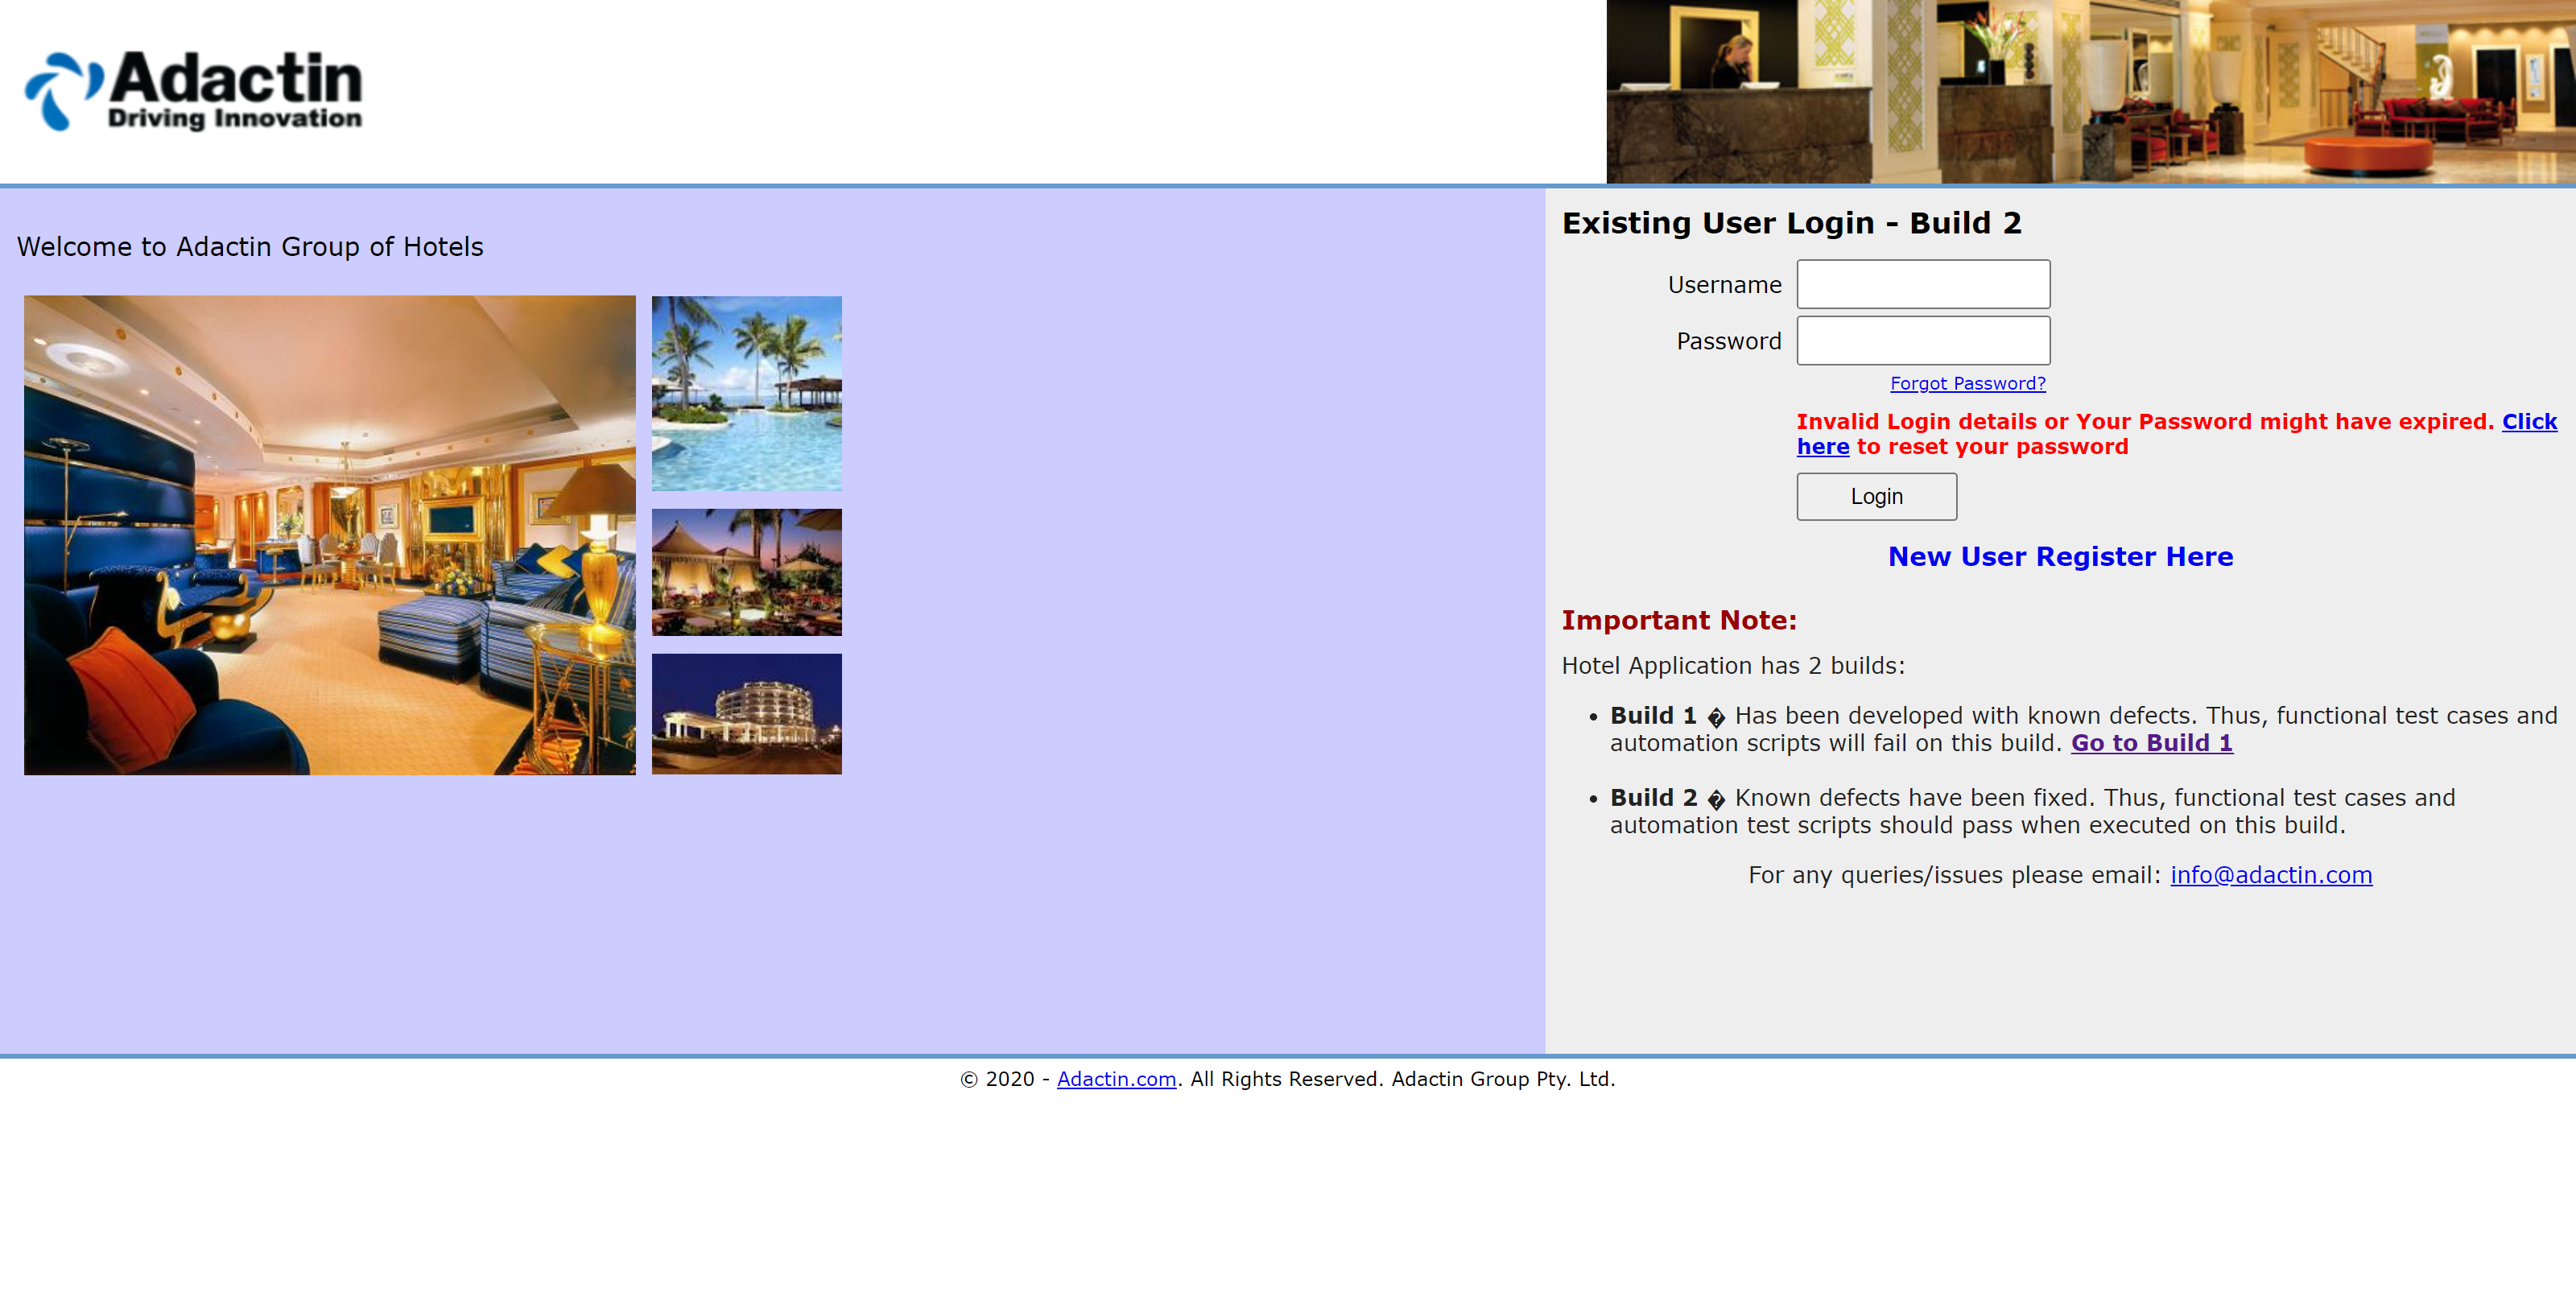 Adactin
Driving Innovation
Welcome to Adactin Group of Hotels
Existing User Login - Build 2
Username
Password
Forgot Password?
Invalid Login details or Your Password might have expired. Click
here to reset your password
Login
New User Register Here
Important Note:
Hotel Application has 2 builds:
• Build 1 � Has been developed with known defects. Thus, functional test cases and
automation scripts will fail on this build. Go to Build 1
• Build 2 � Known defects have been fixed. Thus, functional test cases and
automation test scripts should pass when executed on this build.
For any queries/issues please email: info@adactin.com
© 2020 - Adactin.com. All Rights Reserved. Adactin Group Pty. Ltd.